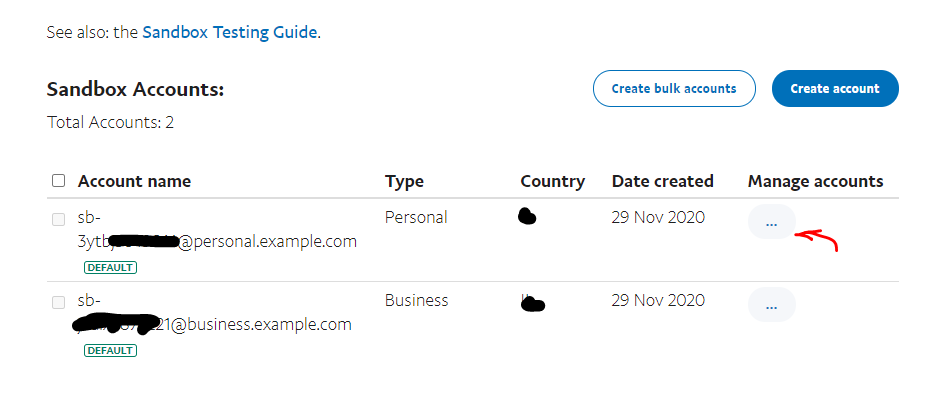 See also: the Sandbox Testing Guide.
Sandbox Accounts:
Create bulk accounts
Create account
Total Accounts: 2
Account name Type Country Date created Manage accounts
sb- Personal 29 Nov 2020 ...
@personal.example.com
DEFAULT
sb- Business 29 Nov 2020 ...
@business.example.com
DEFAULT